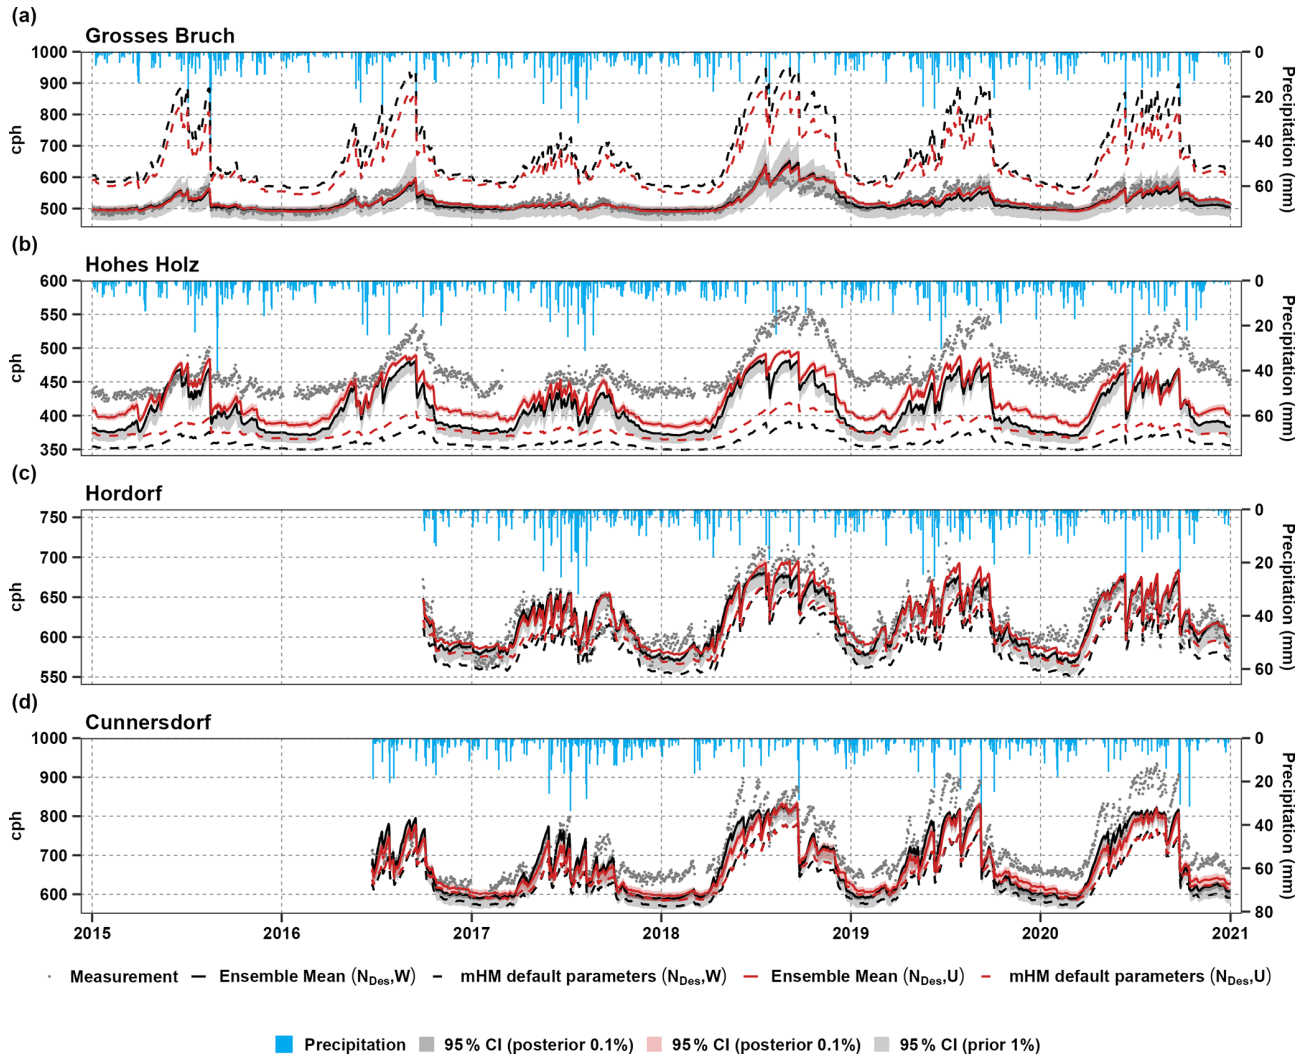 (a)
Grosses Bruch
1000
900
800
700
600
500
cph
0
20
40
60
Precipitation (mm)
(b)
Hohes Holz
600
550
500
450
400
350
cph
0
20
40
60
Precipitation (mm)
(c)
Hordorf
750
700
650
600
550
cph
0
20
40
60
Precipitation (mm)
(d)
Cunnersdorf
1000
900
800
700
600
cph
0
20
40
60
80
Precipitation (mm)
2015 2016 2017 2018 2019 2020 2021
Measurement Ensemble Mean (N_Des,W) mHM default parameters (N_Des,W) Ensemble Mean (N_Des,U) mHM default parameters (N_Des,U)
Precipitation 95% CI (posterior 0.1%) 95% CI (posterior 0.1%) 95% CI (prior 1%)